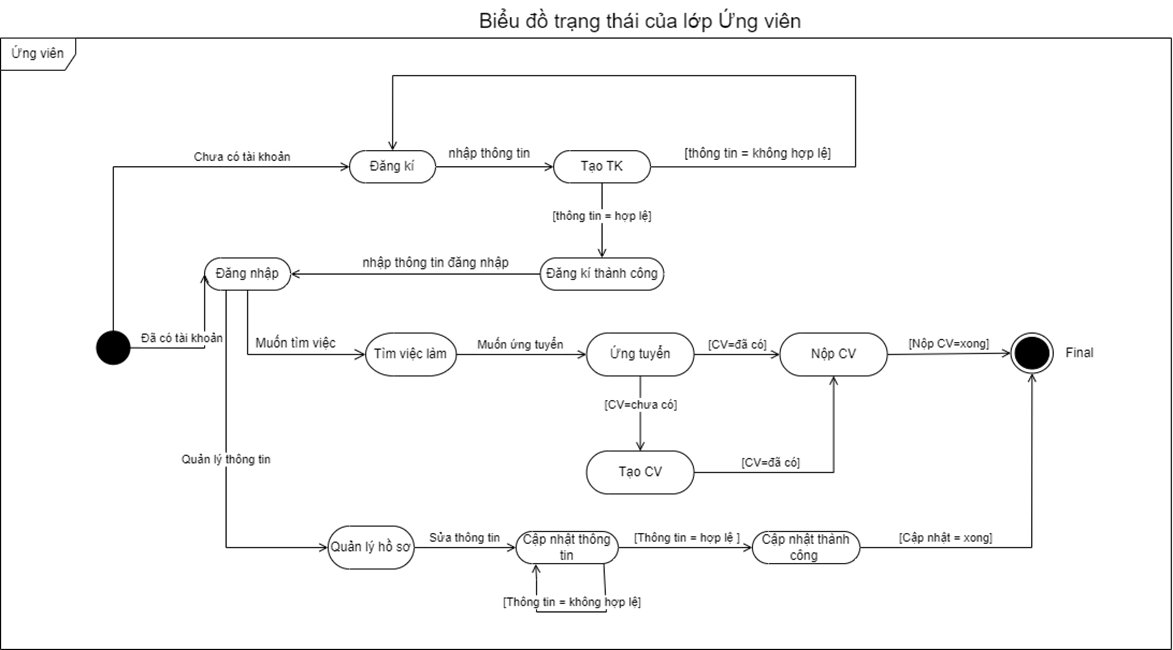 Biểu đồ trạng thái của lớp Ứng viên
Ứng viên
Chưa có tài khoản
Đăng kí
nhập thông tin
Tạo TK
[thông tin = không hợp lệ]
[thông tin = hợp lệ]
Đăng nhập
nhập thông tin đăng nhập
Đăng kí thành công
Đã có tài khoản
Muốn tìm việc
Tìm việc làm
Muốn ứng tuyển
Ứng tuyển
[CV=đã có]
Nộp CV
[Nộp CV=xong]
Final
[CV=chưa có]
Tạo CV
[CV=đã có]
Quản lý thông tin
Quản lý hồ sơ
Sửa thông tin
Cập nhật thông
tin
[Thông tin = hợp lệ ]
Cập nhật thành
công
[Cập nhật = xong]
[Thông tin = không hợp lệ]